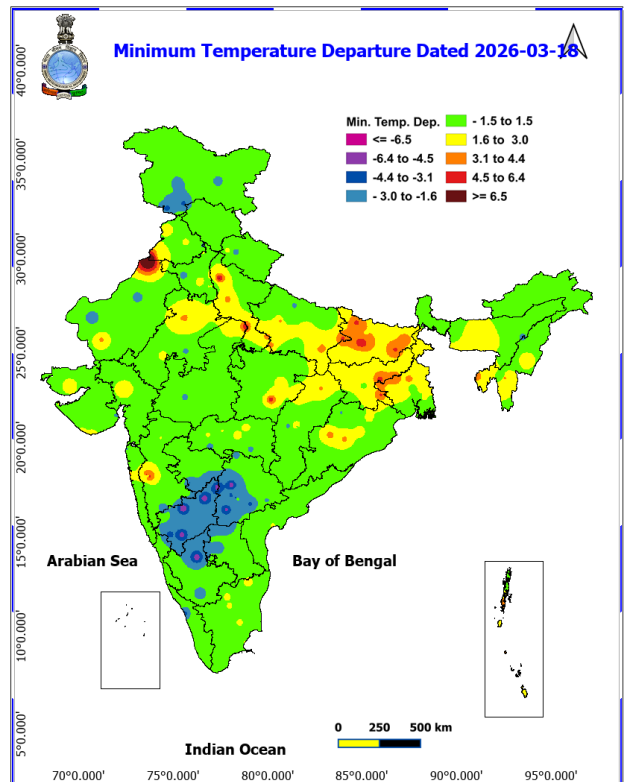 Minimum Temperature Departure Dated 2026-03-18
Min. Temp. Dep.
<= -6.5
-6.4 to -4.5
-4.4 to -3.1
- 3.0 to -1.6
- 1.5 to 1.5
1.6 to 3.0
3.1 to 4.4
4.5 to 6.4
>= 6.5
40°0.000'
35°0.000'
30°0.000'
25°0.000'
20°0.000'
15°0.000'
10°0.000'
5°0.000'
Arabian Sea
Bay of Bengal
Indian Ocean
0 250 500 km
70°0.000' 75°0.000' 80°0.000' 85°0.000' 90°0.000' 95°0.000'